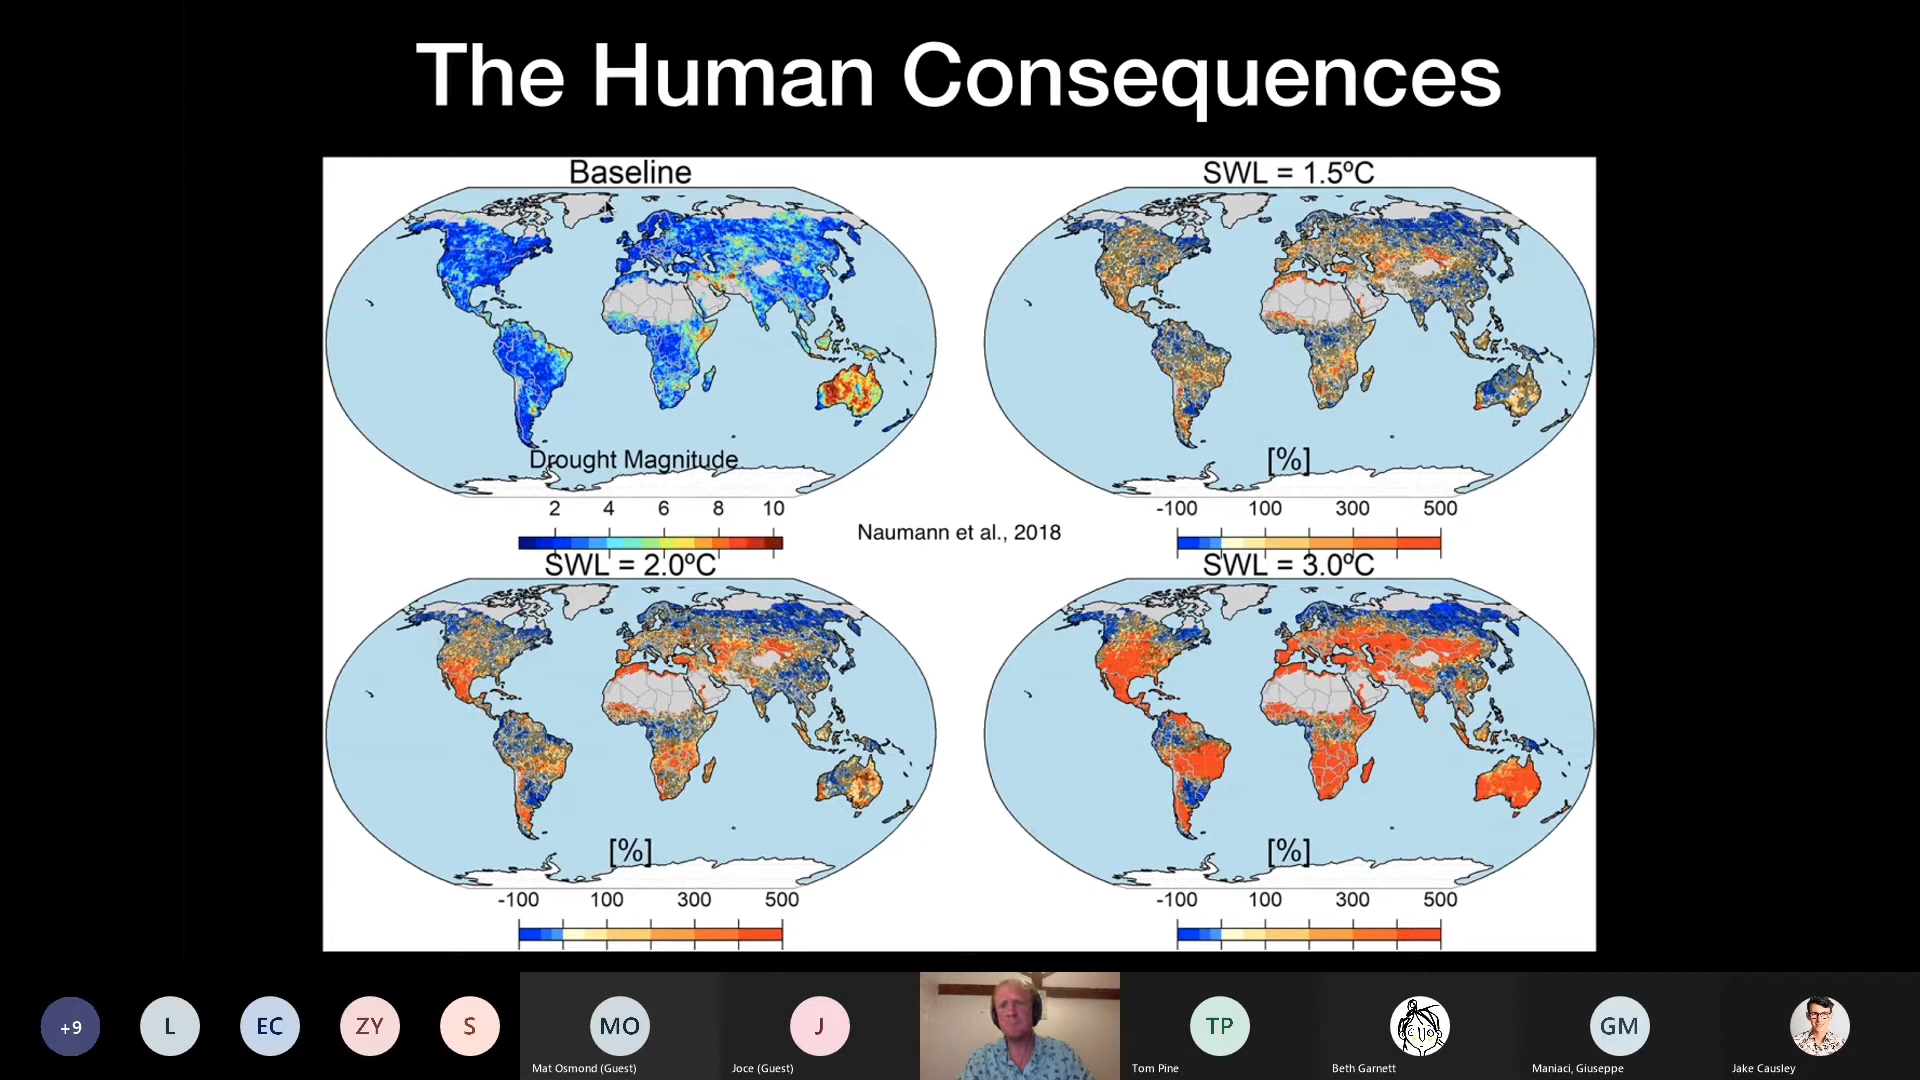 The Human Consequences
Baseline
SWL = 1.5ºC
Drought Magnitude
[%]
2 4 6 8 10
-100 100 300 500
Naumann et al., 2018
SWL = 2.0ºC
SWL = 3.0ºC
[%]
[%]
-100 100 300 500
-100 100 300 500
+9
L
EC
ZY
S
MO
Mat Osmond (Guest)
J
Joce (Guest)
TP
Tom Pine
Beth Garnett
GM
Maniaci, Giuseppe
Jake Causley